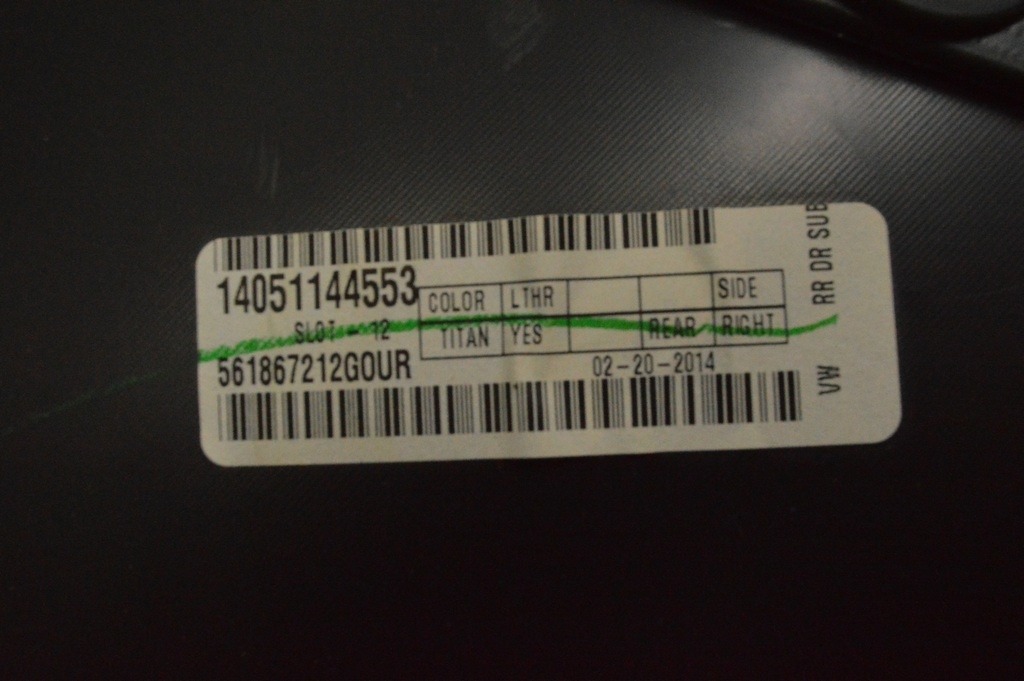 14051144553
SLOT - 12
561867212GOUR
COLOR LTHR SIDE
TITAN YES REAR RIGHT
02-20-2014
VW RR DR SUB